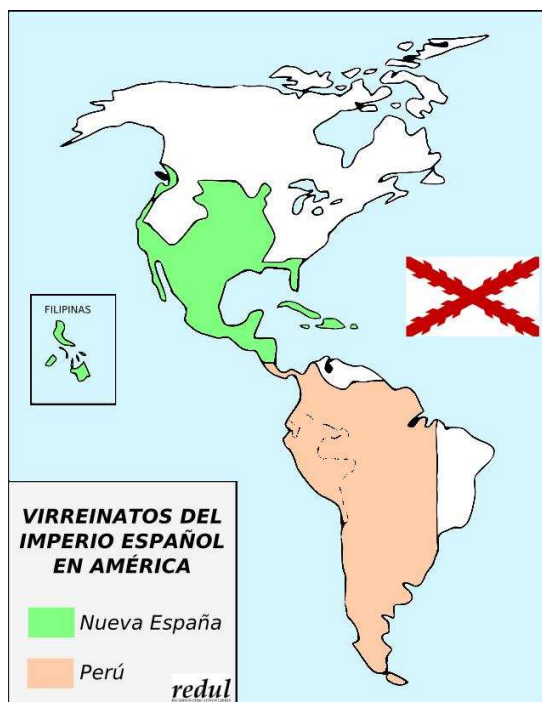 FILIPINAS
VIRREINATOS DEL
IMPERIO ESPAÑOL
EN AMÉRICA
Nueva España
Perú
redul